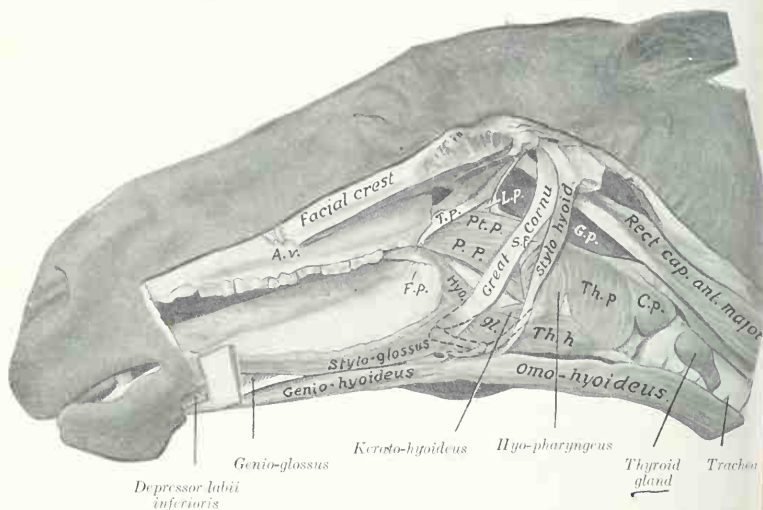 Facial crest
A.v.
T.p.
L.p.
Pt.p.
P.p.
S.p.
Great Cornu
Stylo hyoid.
G.p.
Rect cap. ant. major
F.p.
Hyo.
gl.
Th.p
C.p.
Th.h
Stylo-glossus
Genio-hyoideus
Omo-hyoideus.
Genio-glossus
Kerato-hyoideus
Hyo-pharyngeus
Thyroid
gland
Trachea
Depressor labii
inferioris